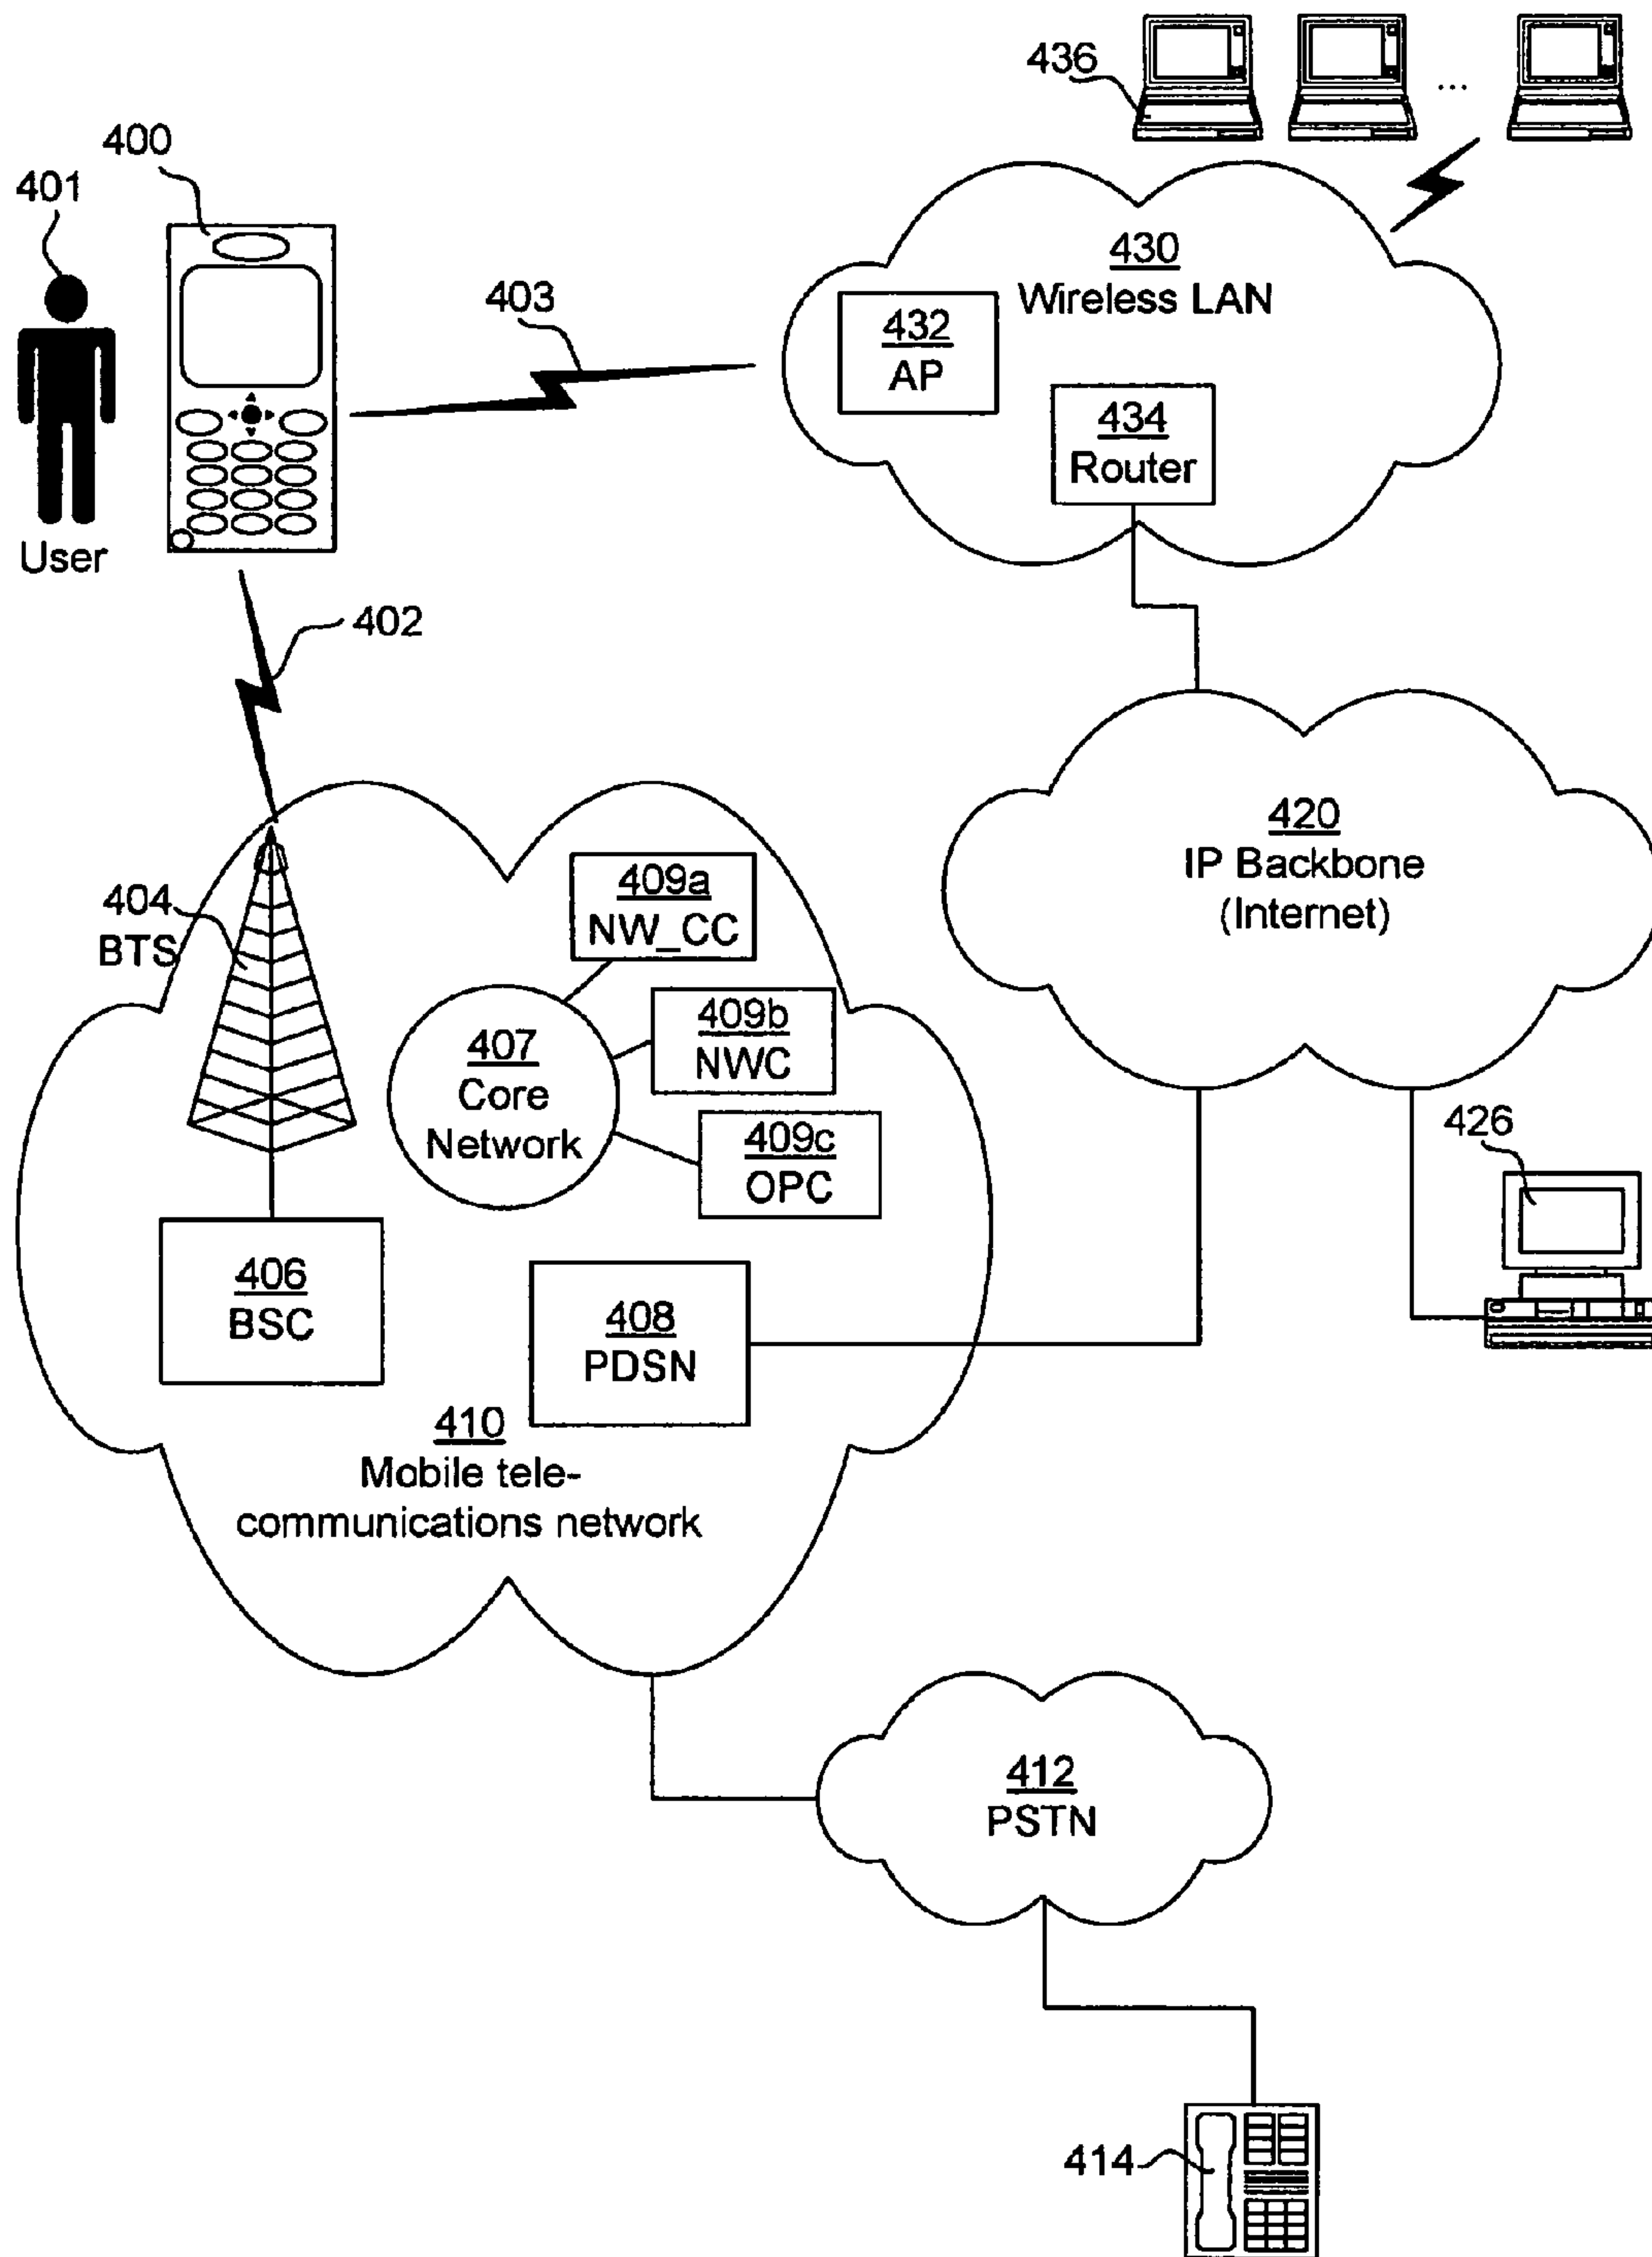 436
400
401
430
Wireless LAN
403
432
AP
434
Router
User
402
420
IP Backbone
(Internet)
409a
NW_CC
404
BTS
409b
NWC
407
Core
Network
409c
OPC
426
406
BSC
408
PDSN
410
Mobile tele-
communications network
412
PSTN
414